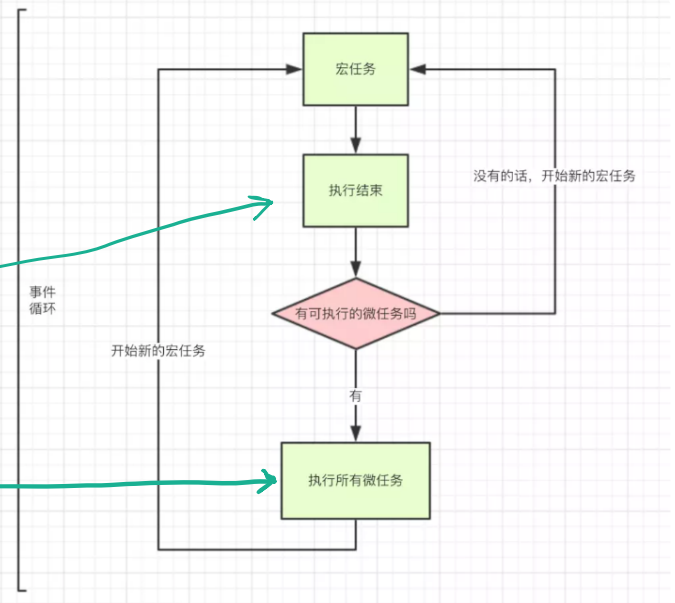 宏任务
没有的话，开始新的宏任务
执行结束
事件
循环
有可执行的微任务吗
开始新的宏任务
有
执行所有微任务